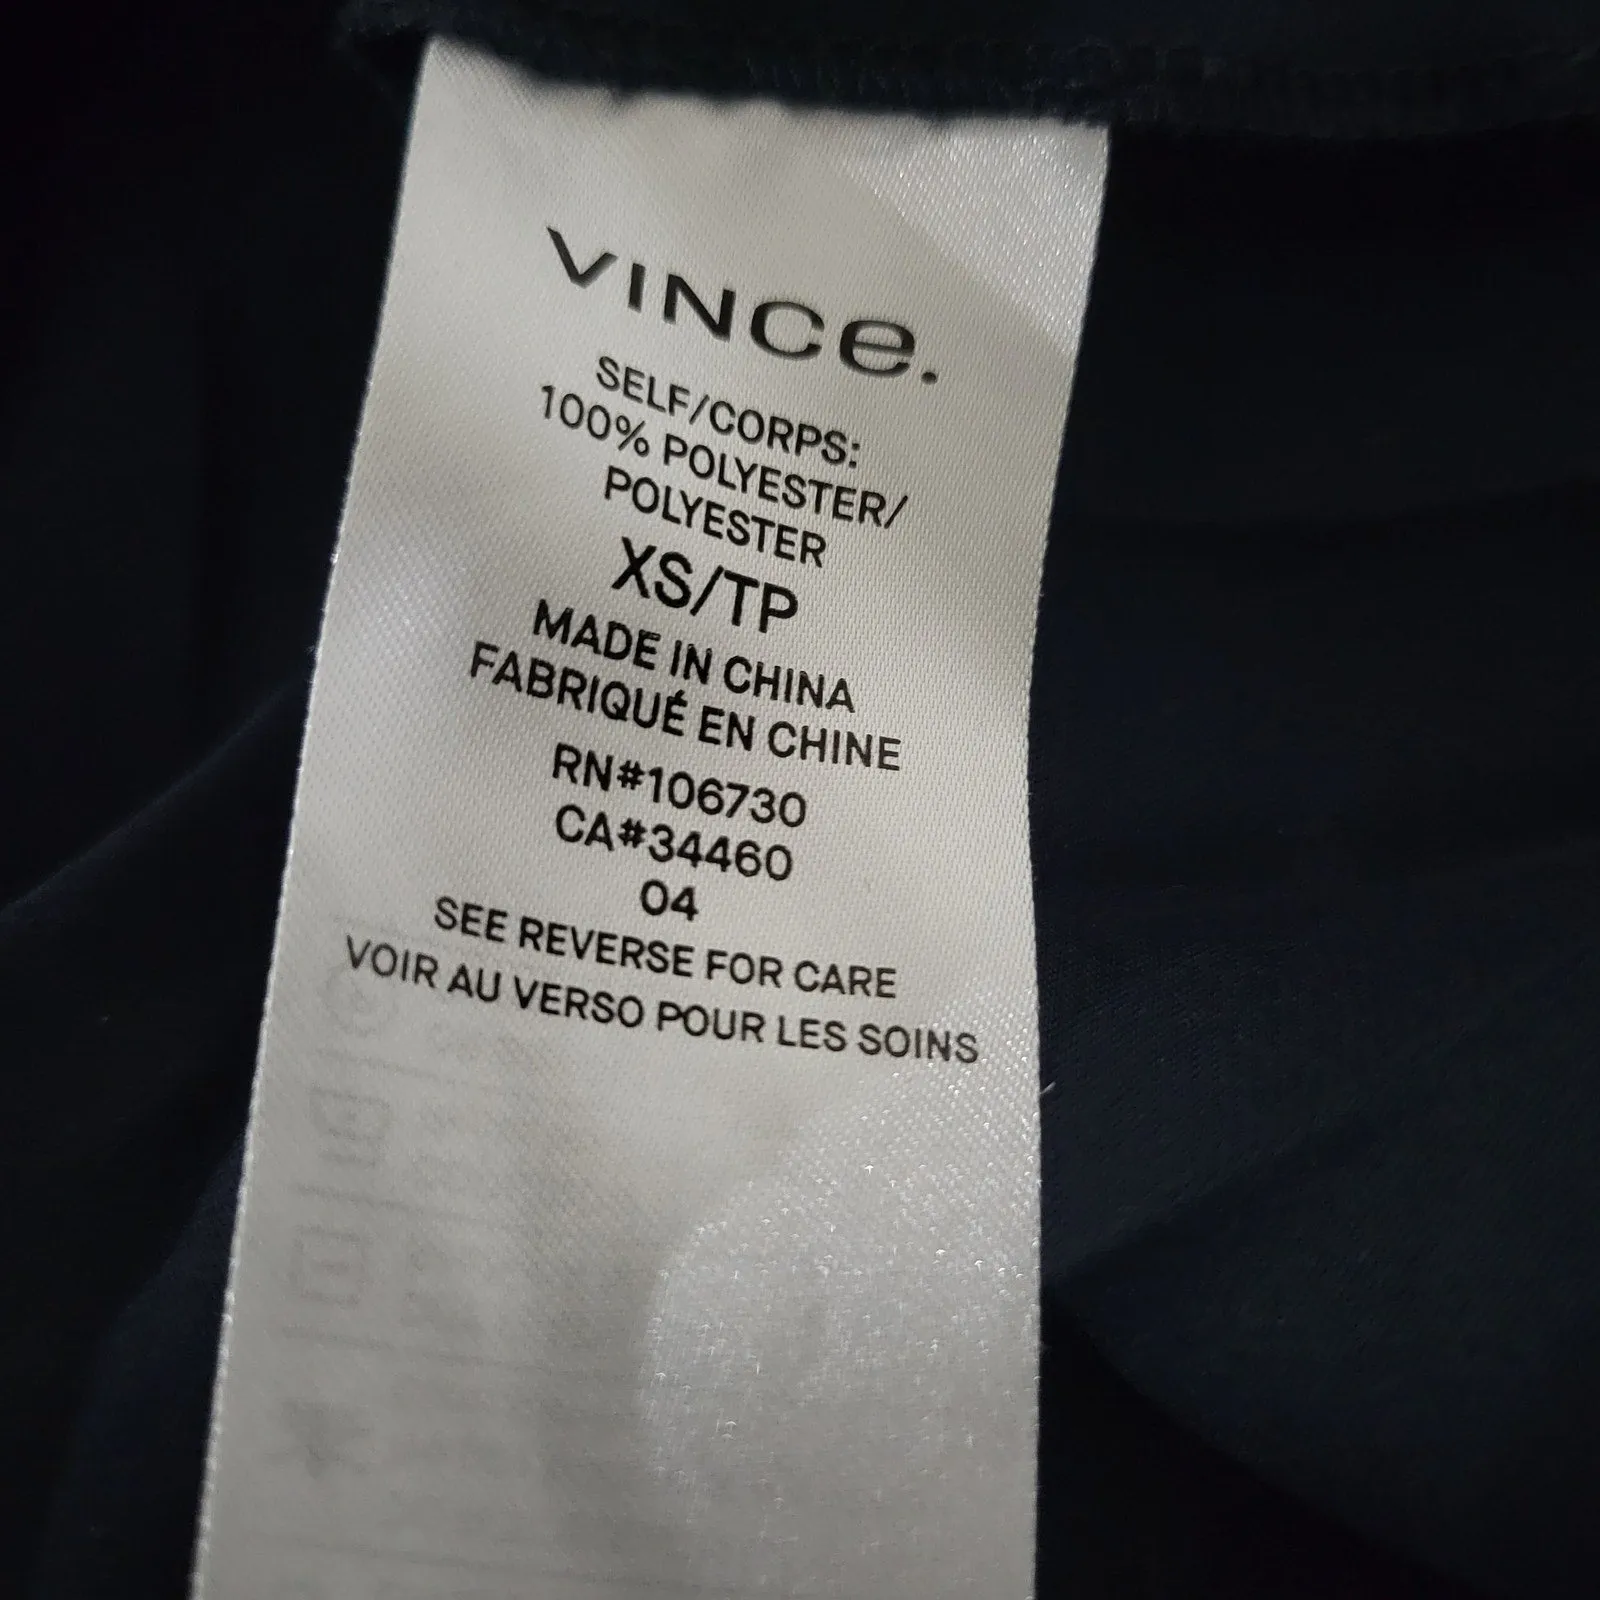 VINCe.
SELF/CORPS:
100% POLYESTER/
POLYESTER
XS/TP
MADE IN CHINA
FABRIQUÉ EN CHINE
RN#106730
CA#34460
04
SEE REVERSE FOR CARE
VOIR AU VERSO POUR LES SOINS